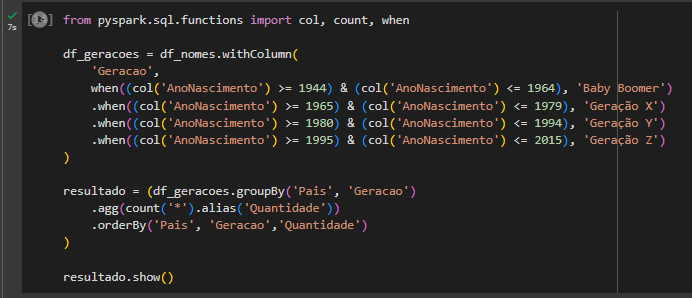 7s
from pyspark.sql.functions import col, count, when
df_geracoes = df_nomes.withColumn(
'Geracao',
when((col('AnoNascimento') >= 1944) & (col('AnoNascimento') <= 1964), 'Baby Boomer')
.when((col('AnoNascimento') >= 1965) & (col('AnoNascimento') <= 1979), 'Geração X')
.when((col('AnoNascimento') >= 1980) & (col('AnoNascimento') <= 1994), 'Geração Y')
.when((col('AnoNascimento') >= 1995) & (col('AnoNascimento') <= 2015), 'Geração Z')
)
resultado = (df_geracoes.groupBy('Pais', 'Geracao')
.agg(count('*').alias('Quantidade'))
.orderBy('Pais', 'Geracao','Quantidade')
)
resultado.show()